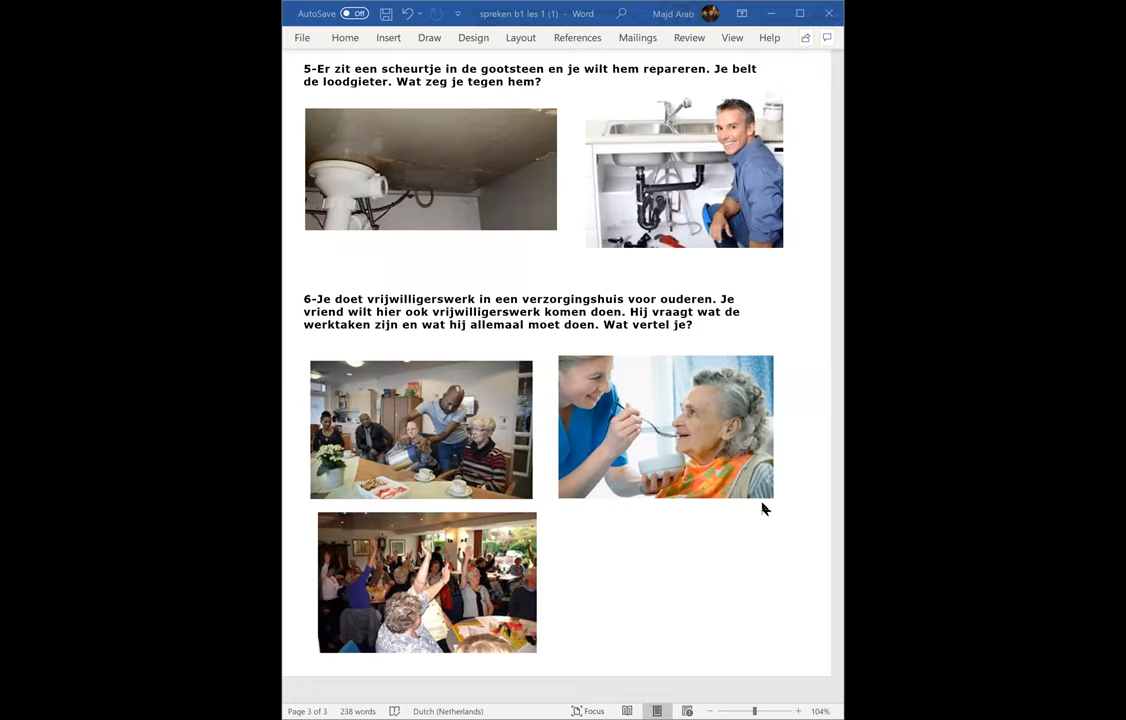 AutoSave Off spreken b1 les 1 (1) - Word Majd Arab
File Home Insert Draw Design Layout References Mailings Review View Help
5-Er zit een scheurtje in de gootsteen en je wilt hem repareren. Je belt
de loodgieter. Wat zeg je tegen hem?
6-Je doet vrijwilligerswerk in een verzorgingshuis voor ouderen. Je
vriend wilt hier ook vrijwilligerswerk komen doen. Hij vraagt wat de
werktaken zijn en wat hij allemaal moet doen. Wat vertel je?
Page 3 of 3 238 words Dutch (Netherlands) Focus 104%